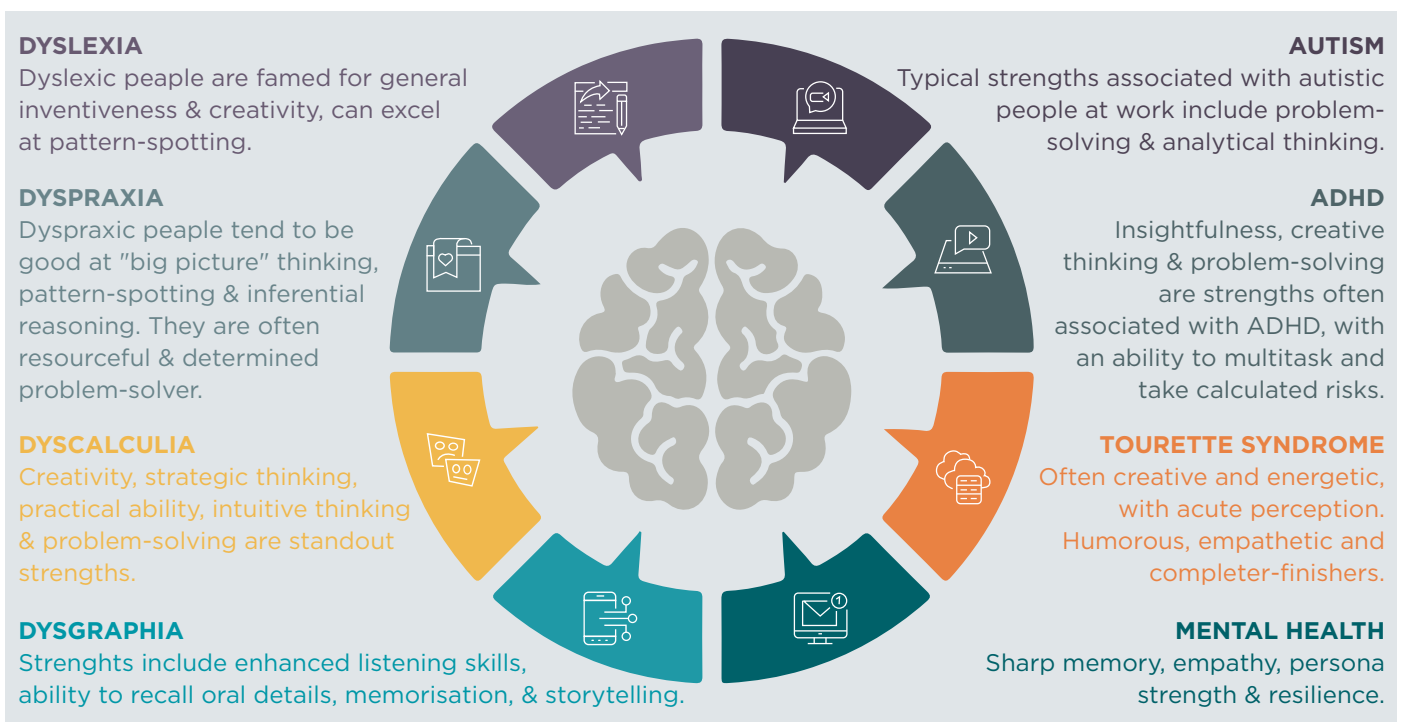 DYSLEXIA
Dyslexic peaple are famed for general
inventiveness & creativity, can excel
at pattern-spotting.
DYSPRAXIA
Dyspraxic peaple tend to be
good at "big picture" thinking,
pattern-spotting & inferential
reasoning. They are often
resourceful & determined
problem-solver.
DYSCALCULIA
Creativity, strategic thinking,
practical ability, intuitive thinking
& problem-solving are standout
strengths.
DYSGRAPHIA
Strenghts include enhanced listening skills,
ability to recall oral details, memorisation, & storytelling.
AUTISM
Typical strengths associated with autistic
people at work include problem-
solving & analytical thinking.
ADHD
Insightfulness, creative
thinking & problem-solving
are strengths often
associated with ADHD, with
an ability to multitask and
take calculated risks.
TOURETTE SYNDROME
Often creative and energetic,
with acute perception.
Humorous, empathetic and
completer-finishers.
1
MENTAL HEALTH
Sharp memory, empathy, persona
strength & resilience.